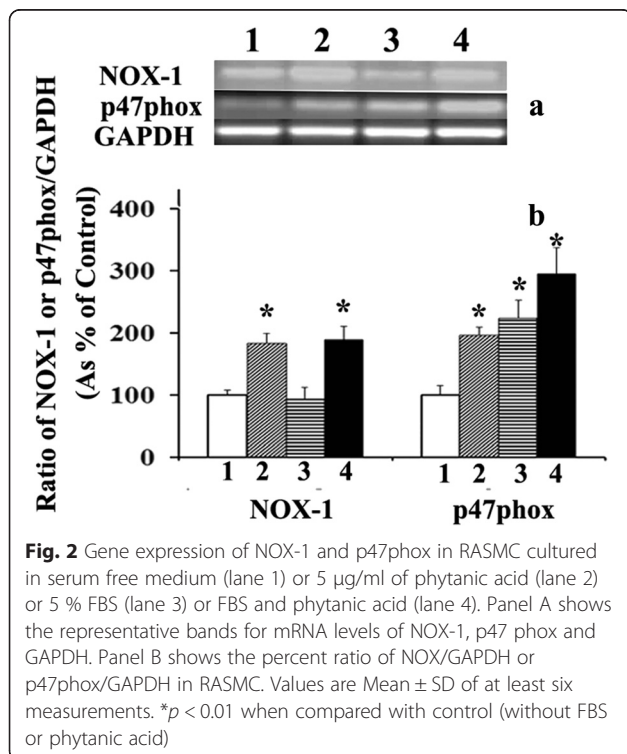 1 2 3 4
NOX-1
p47phox
a
GAPDH
Ratio of NOX-1 or p47phox/GAPDH
(As % of Control)
400
300
200
100
0
b
*
*
*
*
*
1 2 3 4
1 2 3 4
NOX-1
p47phox
Fig. 2 Gene expression of NOX-1 and p47phox in RASMC cultured
in serum free medium (lane 1) or 5 μg/ml of phytanic acid (lane 2)
or 5 % FBS (lane 3) or FBS and phytanic acid (lane 4). Panel A shows
the representative bands for mRNA levels of NOX-1, p47 phox and
GAPDH. Panel B shows the percent ratio of NOX/GAPDH or
p47phox/GAPDH in RASMC. Values are Mean ± SD of at least six
measurements. *p < 0.01 when compared with control (without FBS
or phytanic acid)